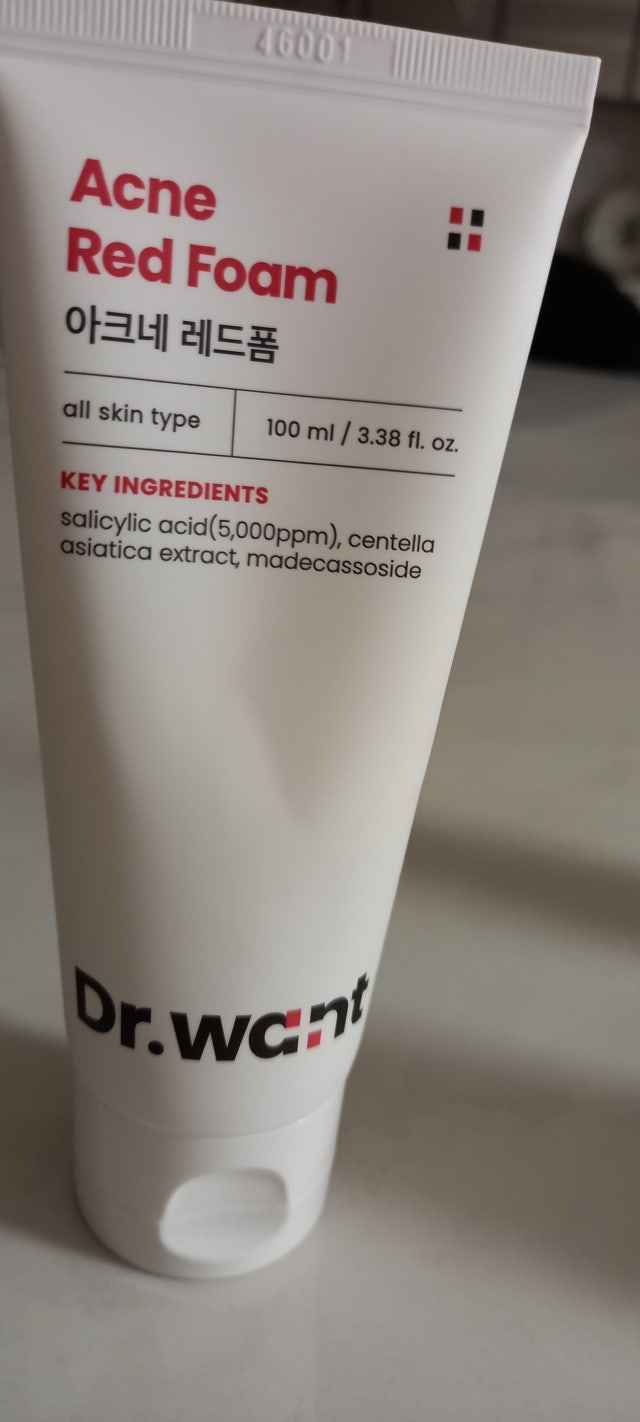 46001
Acne
Red Foam
아크네 레드폼
all skin type
100 ml / 3.38 fl. oz.
KEY INGREDIENTS
salicylic acid(5,000ppm), centella
asiatica extract, madecassoside
Dr.want